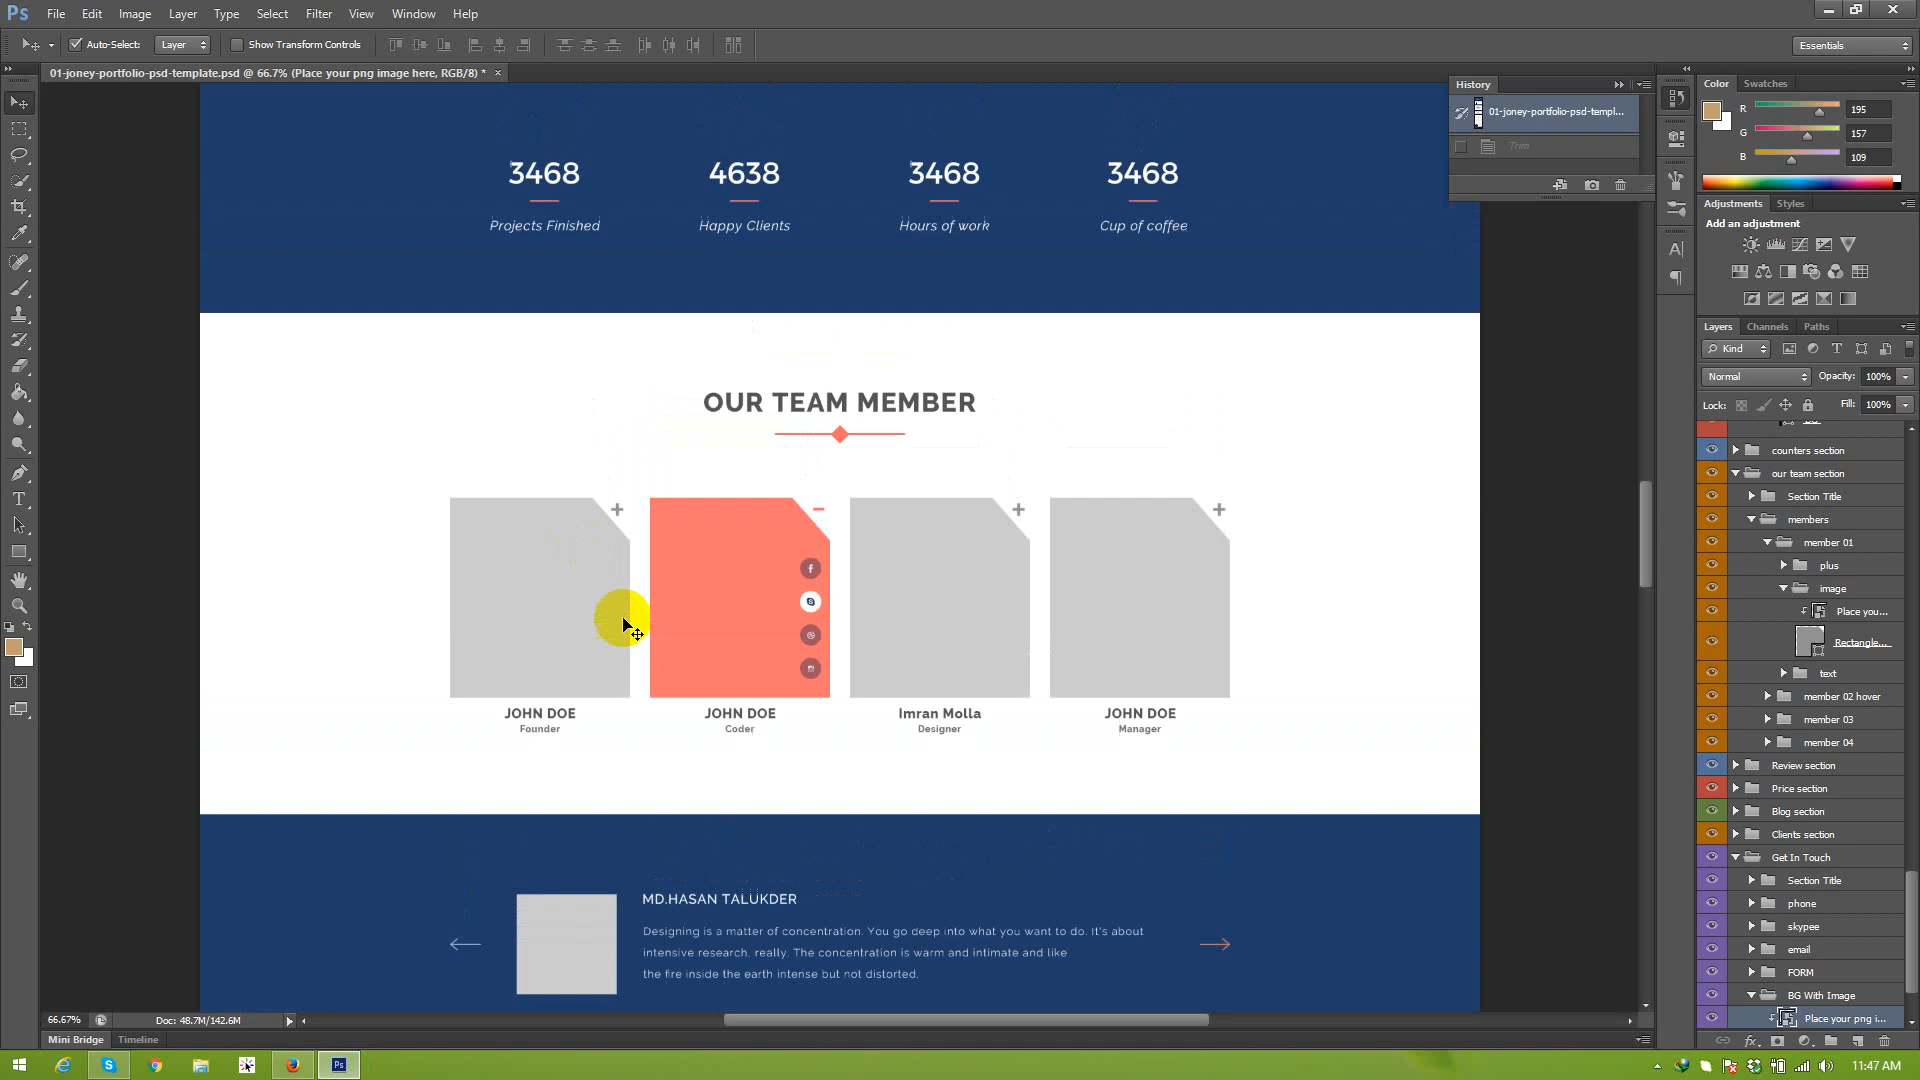 Ps File Edit Image Layer Type Select Filter Extras View Window Help
Auto-Select: Layer Show Transform Controls Essentials
01-joney-portfolio-psd-template.psd @ 66.7% (Place your png image here, RGB/8) * ×
History
01-joney-portfolio-psd-templ...
Trim
Color Swatches
R 195
G 157
B 109
Adjustments Styles
Add an adjustment
Layers Channels Paths
Kind
Normal Opacity: 100%
Lock: Fill: 100%
counters section
our team section
Section Title
members
member 01
plus
image
Place you...
Rectangle...
text
member 02 hover
member 03
member 04
Review section
Price section
Blog section
Clients section
Get In Touch
Section Title
phone
skypee
email
FORM
BG With Image
Place your png i...
3468 4638 3468 3468
Projects Finished Happy Clients Hours of work Cup of coffee
OUR TEAM MEMBER
JOHN DOE JOHN DOE Imran Molla JOHN DOE
Founder Coder Designer Manager
MD.HASAN TALUKDER
Designing is a matter of concentration. You go deep into what you want to do. It's about
intensive research, really. The concentration is warm and intimate and like
the fire inside the earth intense but not distorted.
66.67% Doc: 48.7M/142.6M
Mini Bridge Timeline
11:47 AM